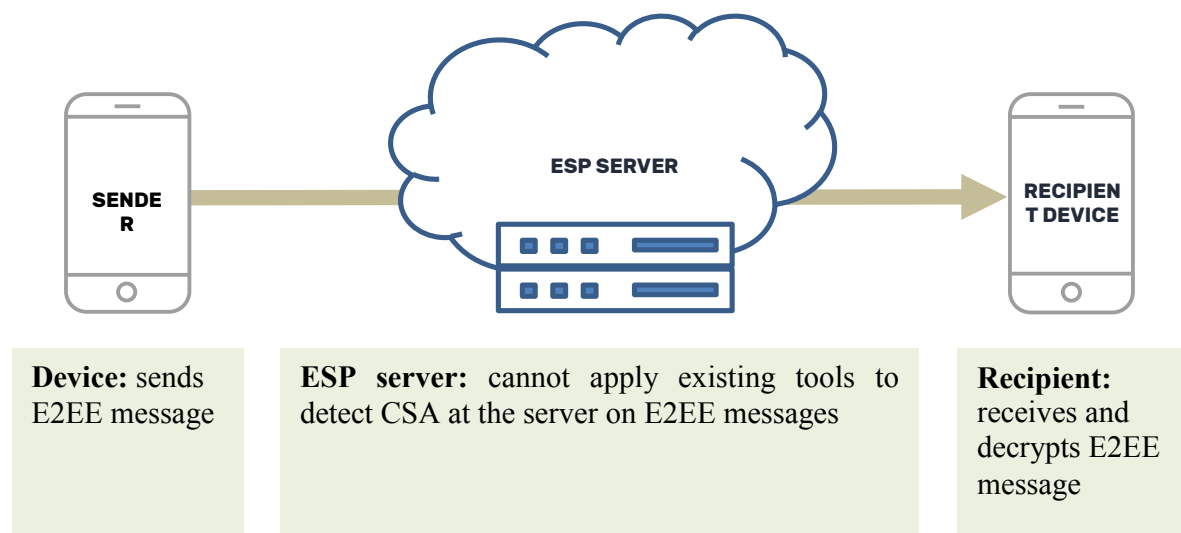 SENDE
R
ESP SERVER
RECIPIEN
T DEVICE
Device: sends
E2EE message
ESP server: cannot apply existing tools to
detect CSA at the server on E2EE messages
Recipient:
receives and
decrypts E2EE
message